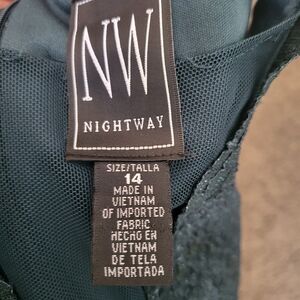 NW
NIGHTWAY
SIZE/TALLA
14
MADE IN
VIETNAM
OF IMPORTED
FABRIC
HECHO EN
VIETNAM
DE TELA
IMPORTADA